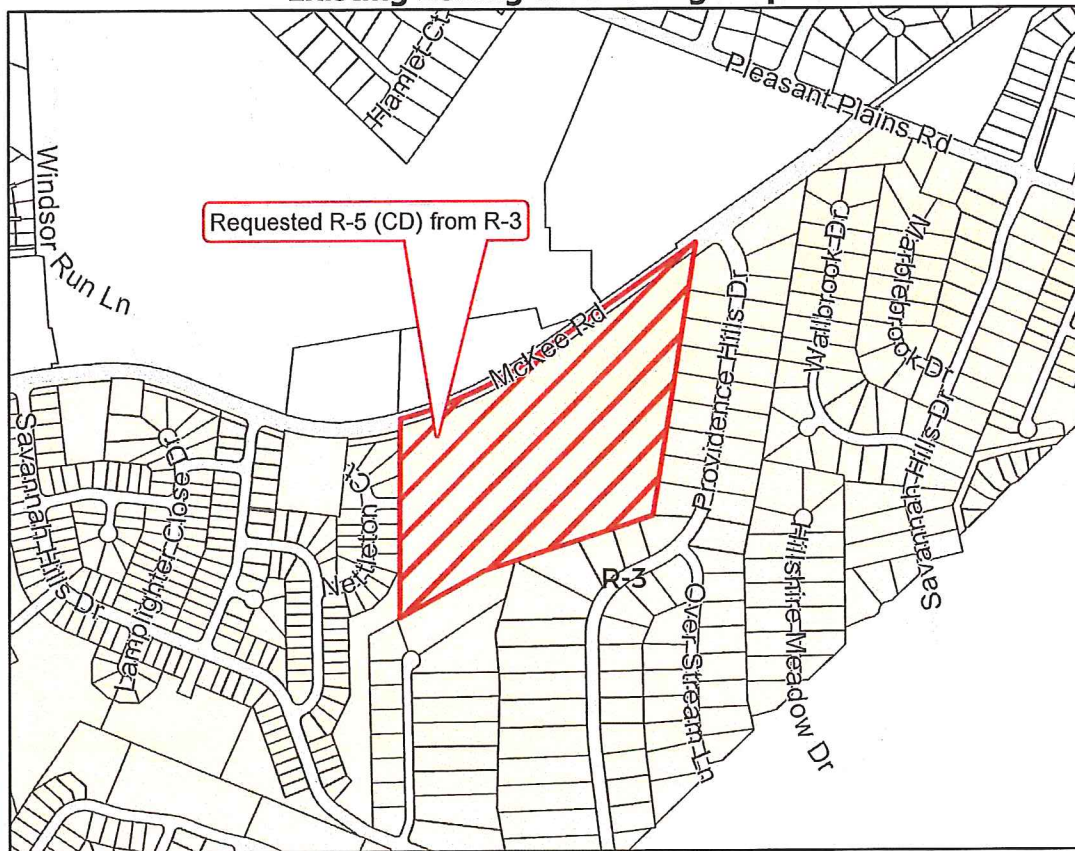 Hamlet Ct
Pleasant Plains Rd
Windsor Run Ln
Requested R-5 (CD) from R-3
McKee Rd
Providence Hills Dr
Wallbrook Dr
Marblebrook Dr
Savannah Hills Dr
Savannah Hills Dr
Lamplighter Close Dr
Nettleton Ct
R-3
Over Stream Ln
Hillshire Meadow Dr